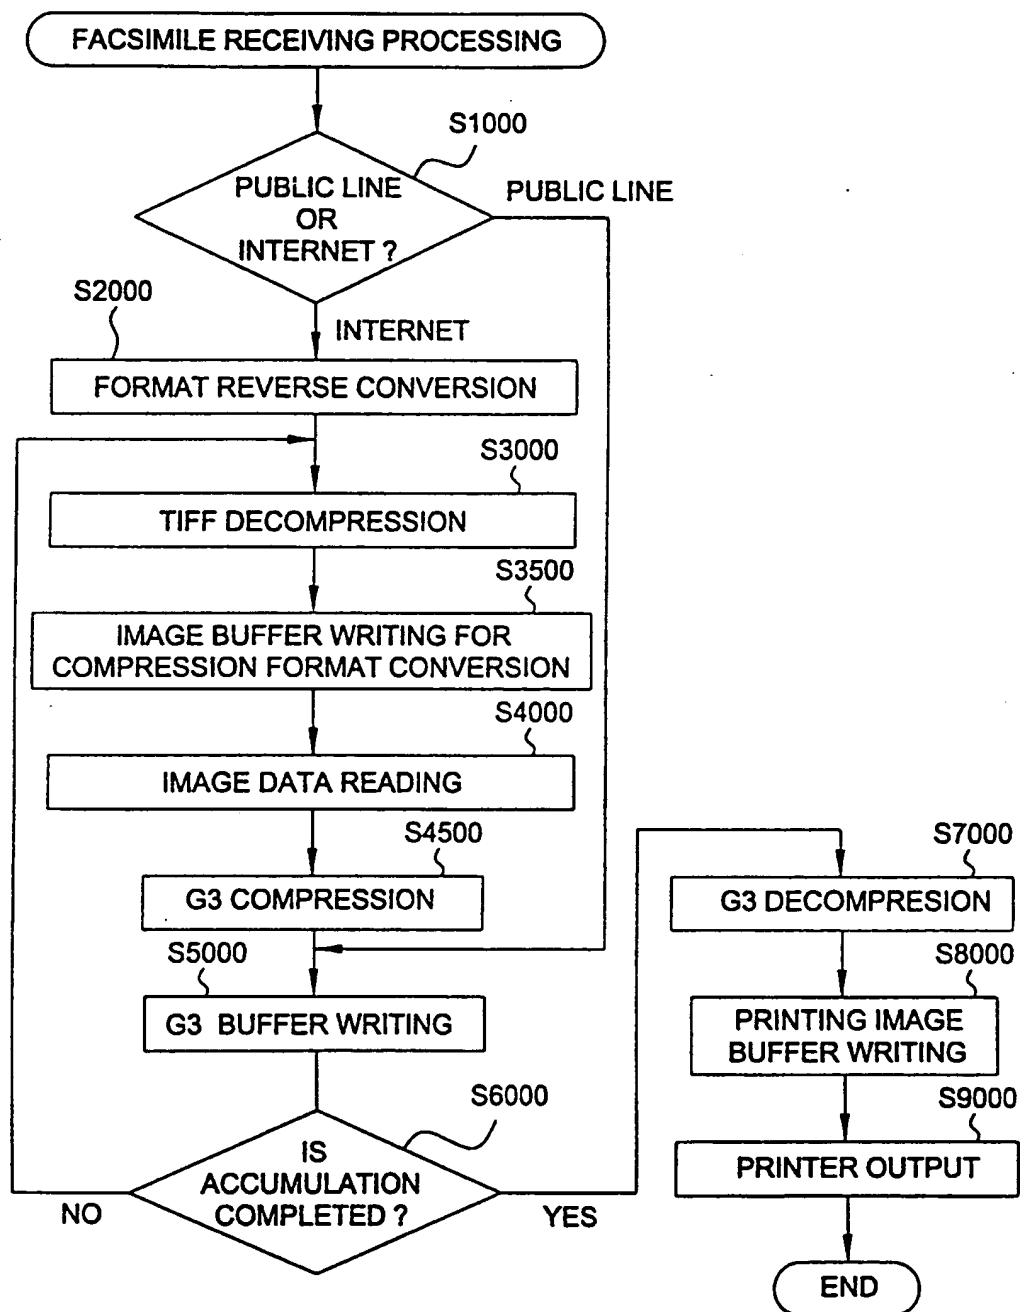 FACSIMILE RECEIVING PROCESSING
S1000
PUBLIC LINE
OR
INTERNET ?
PUBLIC LINE
S2000
INTERNET
FORMAT REVERSE CONVERSION
S3000
TIFF DECOMPRESSION
S3500
IMAGE BUFFER WRITING FOR
COMPRESSION FORMAT CONVERSION
S4000
IMAGE DATA READING
S4500
G3 COMPRESSION
S5000
G3 BUFFER WRITING
S6000
IS
ACCUMULATION
COMPLETED ?
NO
YES
S7000
G3 DECOMPRESION
S8000
PRINTING IMAGE
BUFFER WRITING
S9000
PRINTER OUTPUT
END